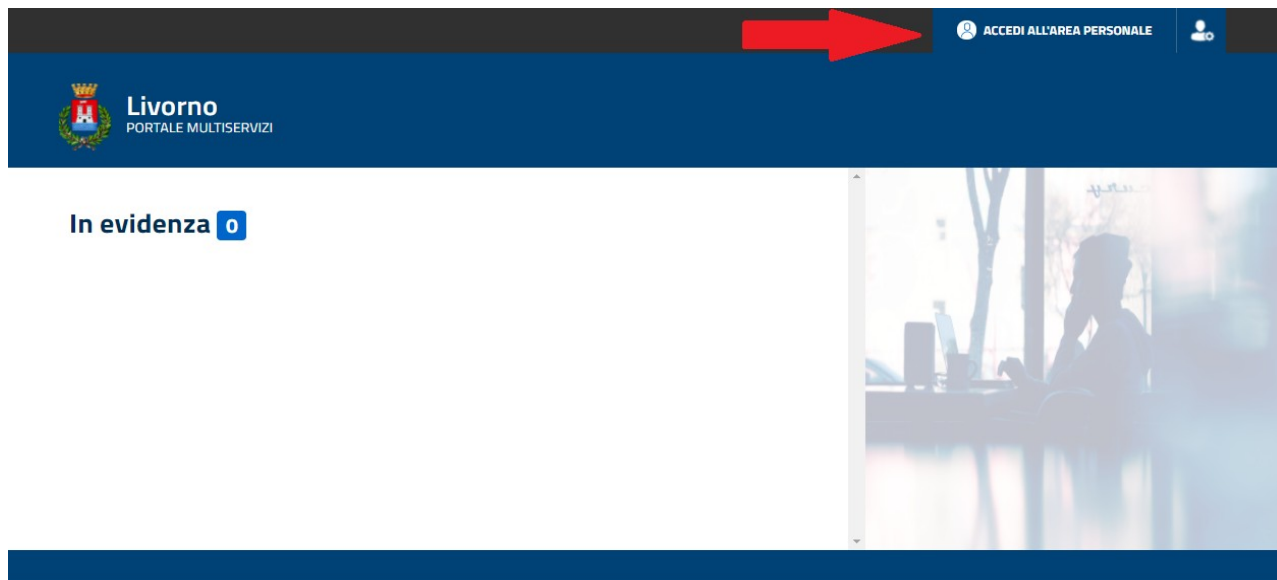 ACCEDI ALL'AREA PERSONALE
Livorno
PORTALE MULTISERVIZI
In evidenza 0